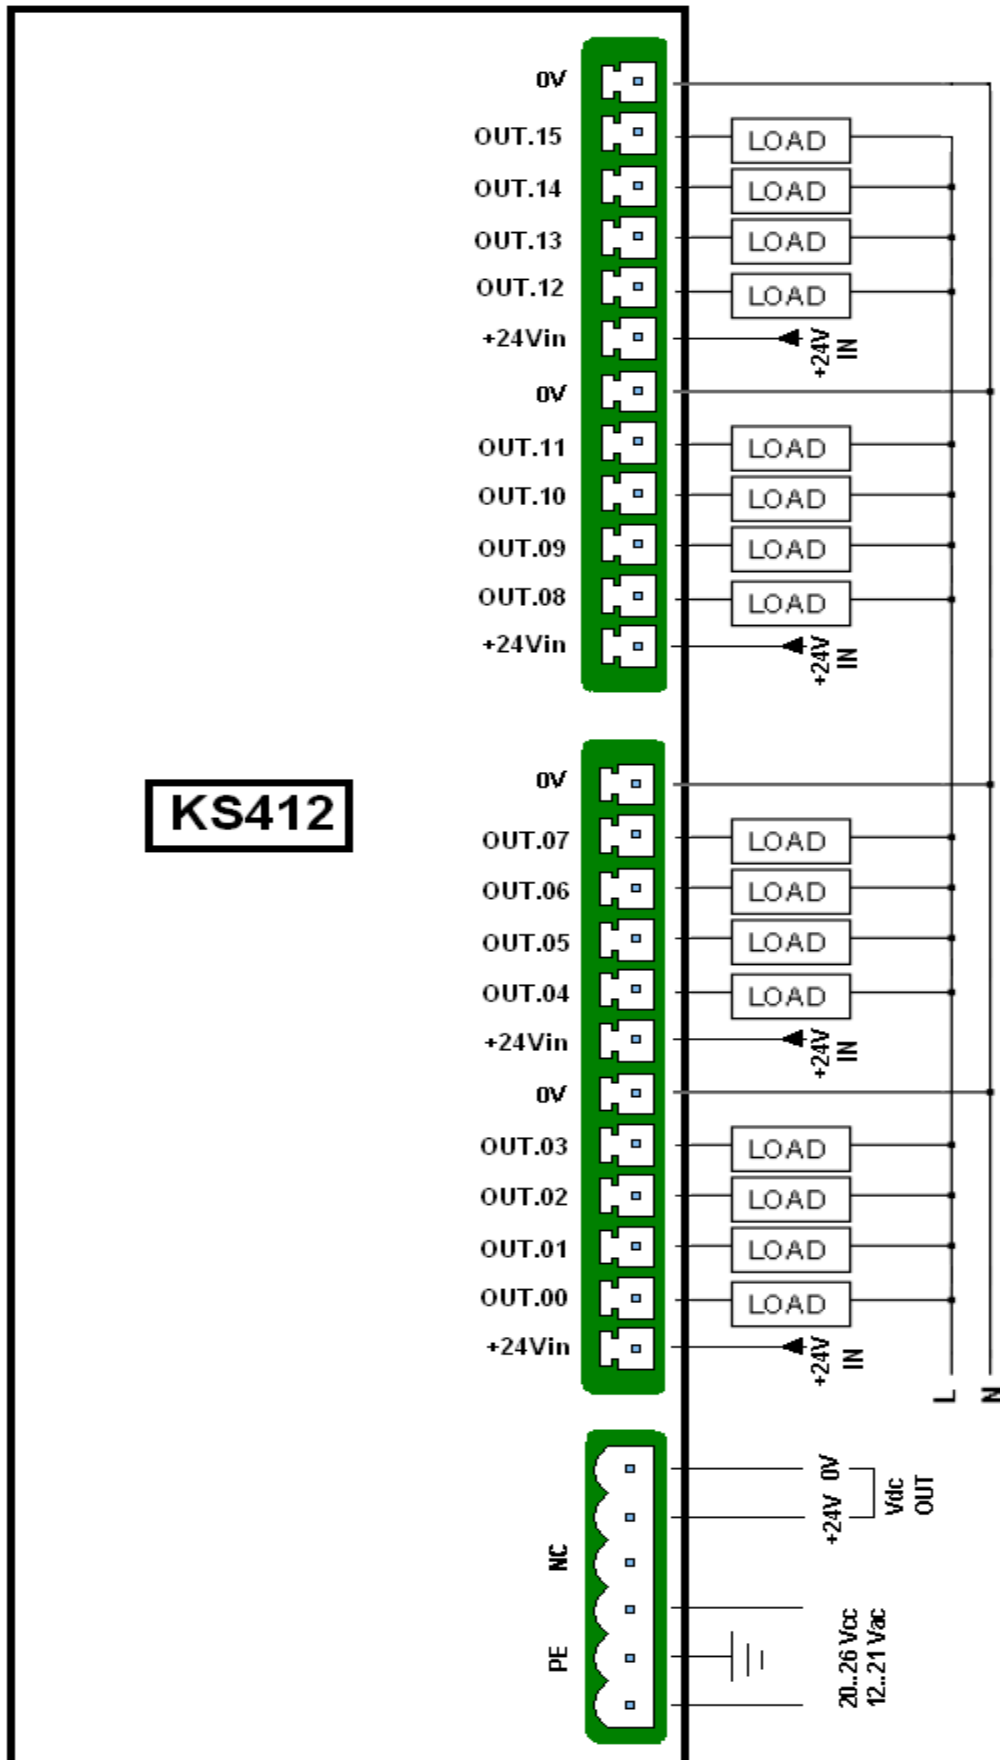 0V
OUT.15 LOAD
OUT.14 LOAD
OUT.13 LOAD
OUT.12 LOAD
+24Vin +24V IN
0V
OUT.11 LOAD
OUT.10 LOAD
OUT.09 LOAD
OUT.08 LOAD
+24Vin +24V IN
KS412
0V
OUT.07 LOAD
OUT.06 LOAD
OUT.05 LOAD
OUT.04 LOAD
+24Vin +24V IN
0V
OUT.03 LOAD
OUT.02 LOAD
OUT.01 LOAD
OUT.00 LOAD
+24Vin +24V IN
L N
+24V 0V
Vdc
OUT
NC
PE
20..26 Vcc
12..21 Vac